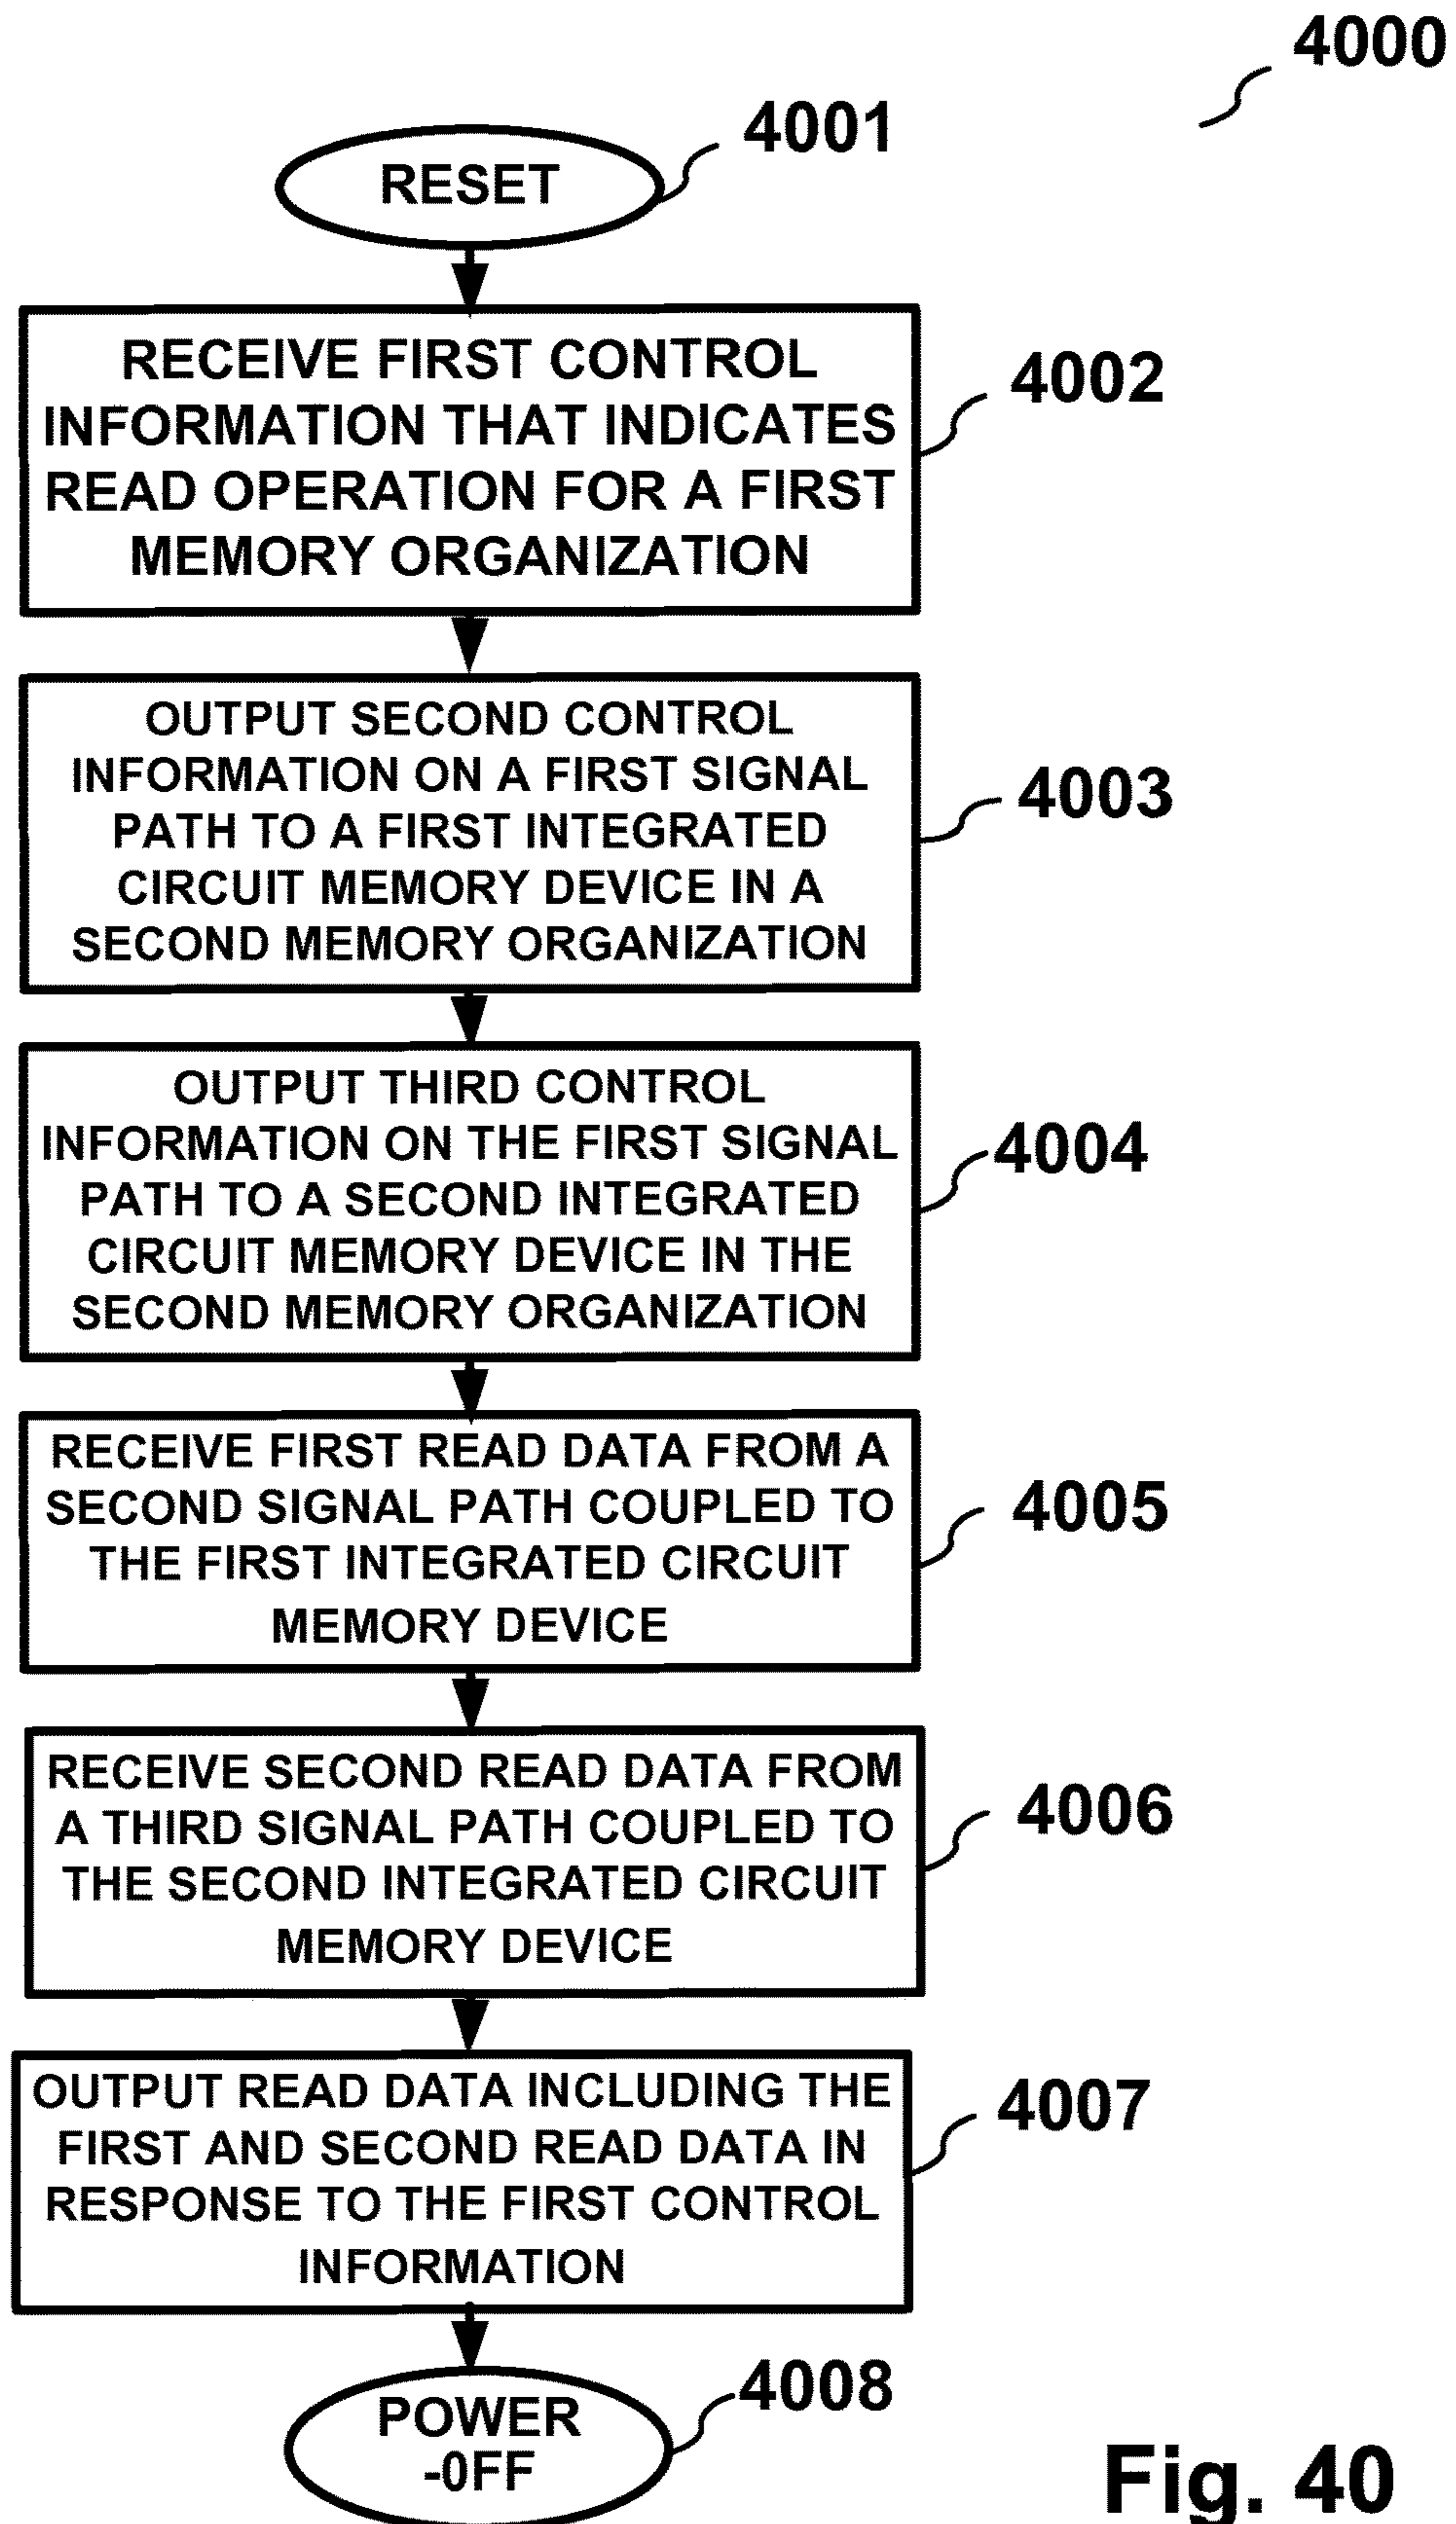 4000
RESET
4001
RECEIVE FIRST CONTROL
INFORMATION THAT INDICATES
READ OPERATION FOR A FIRST
MEMORY ORGANIZATION
4002
OUTPUT SECOND CONTROL
INFORMATION ON A FIRST SIGNAL
PATH TO A FIRST INTEGRATED
CIRCUIT MEMORY DEVICE IN A
SECOND MEMORY ORGANIZATION
4003
OUTPUT THIRD CONTROL
INFORMATION ON THE FIRST SIGNAL
PATH TO A SECOND INTEGRATED
CIRCUIT MEMORY DEVICE IN THE
SECOND MEMORY ORGANIZATION
4004
RECEIVE FIRST READ DATA FROM A
SECOND SIGNAL PATH COUPLED TO
THE FIRST INTEGRATED CIRCUIT
MEMORY DEVICE
4005
RECEIVE SECOND READ DATA FROM
A THIRD SIGNAL PATH COUPLED TO
THE SECOND INTEGRATED CIRCUIT
MEMORY DEVICE
4006
OUTPUT READ DATA INCLUDING THE
FIRST AND SECOND READ DATA IN
RESPONSE TO THE FIRST CONTROL
INFORMATION
4007
POWER
-0FF
4008
Fig. 40